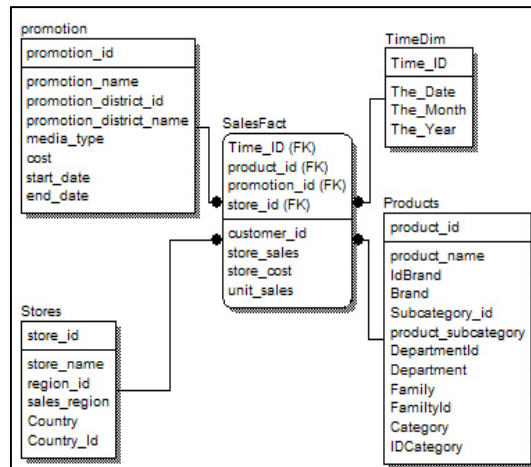 promotion
promotion_id
promotion_name
promotion_district_id
promotion_district_name
media_type
cost
start_date
end_date
TimeDim
Time_ID
The_Date
The_Month
The_Year
SalesFact
Time_ID (FK)
product_id (FK)
promotion_id (FK)
store_id (FK)
customer_id
store_sales
store_cost
unit_sales
Products
product_id
product_name
IdBrand
Brand
Subcategory_id
product_subcategory
DepartmentId
Department
Family
FamiltyId
Category
IDCategory
Stores
store_id
store_name
region_id
sales_region
Country
Country_Id